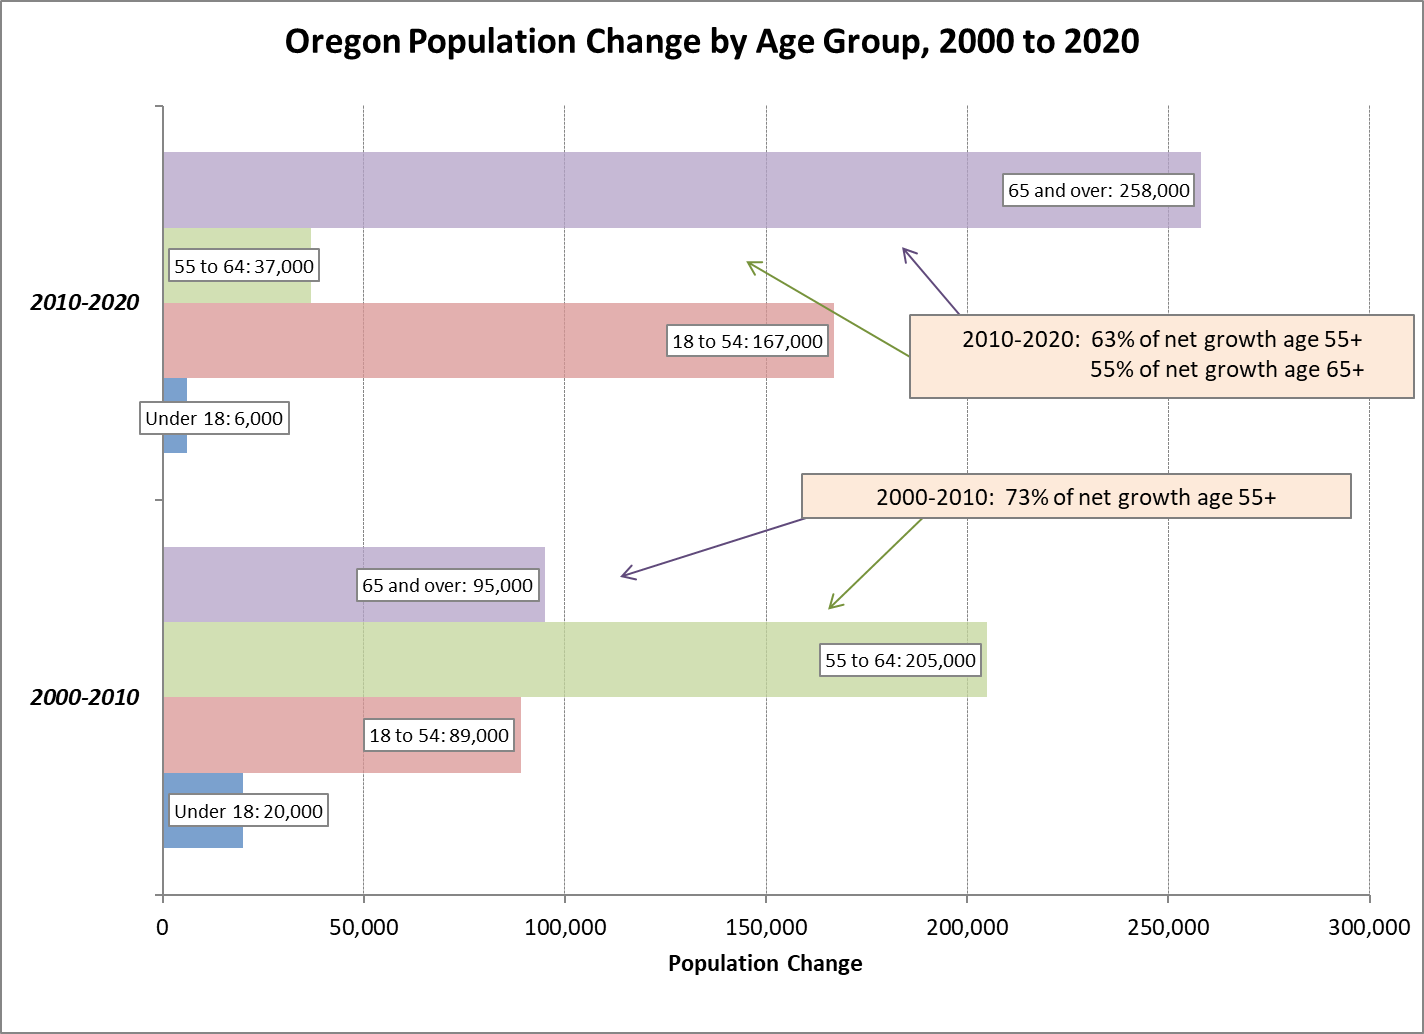 Oregon Population Change by Age Group, 2000 to 2020
65 and over: 258,000
55 to 64: 37,000
2010-2020
18 to 54: 167,000
2010-2020: 63% of net growth age 55+
55% of net growth age 65+
Under 18: 6,000
2000-2010: 73% of net growth age 55+
65 and over: 95,000
55 to 64: 205,000
2000-2010
18 to 54: 89,000
Under 18: 20,000
0 50,000 100,000 150,000 200,000 250,000 300,000
Population Change